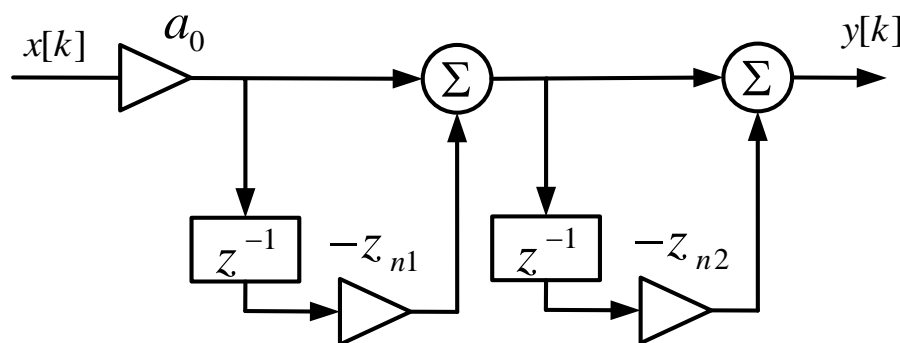 x[k]
a₀
Σ
Σ
y[k]
z⁻¹
−zₙ₁
z⁻¹
−zₙ₂